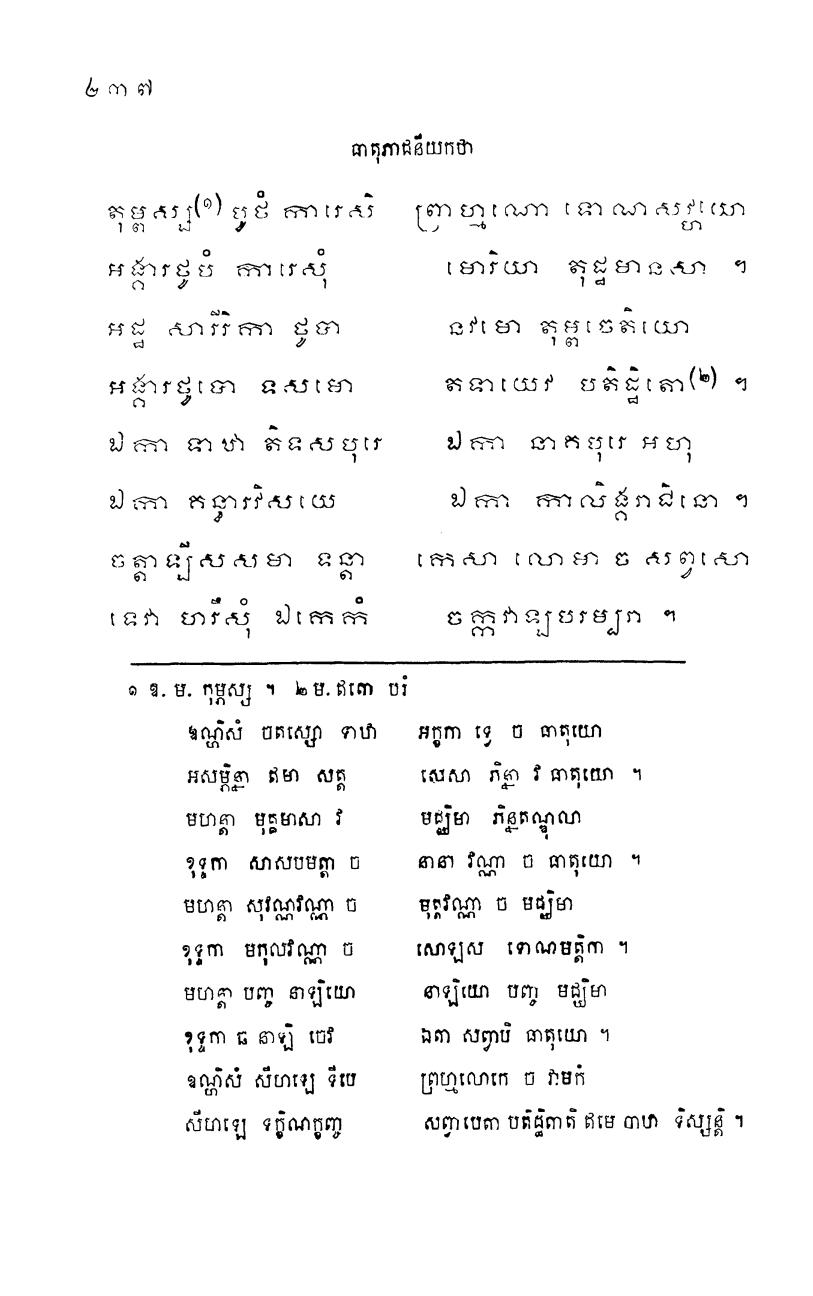 ៤៣៧
ធាតុភាជនីយកថា
តុម្ពស្ស(១) ថូបំ ការេសិ ព្រាហ្មណោ ទោណសវ្ហយោ
អង្គារថូបំ ការេសុំ មោរិយា តុដ្ឋមានសា ។
អដ្ឋ សារីរិកា ថូបា នវមោ តុម្ពចេតិយោ
អង្គារថូបោ ទសមោ តទាយេវ បតិដ្ឋិតោ(២) ។
ឯកា ទាឋា តិទសបុរេ ឯកា នាគបុរេ អហុ
ឯកា គន្ធារវិសយេ ឯកា កាលិង្គរាជិនោ ។
ចត្តាឡីសសមា ទន្តា កេសា លោមា ច សព្វសោ
ទេវា ហរឹសុំ ឯកេកំ ចក្កវាឡបរម្បរា ។
១ ឧ. ម. កុម្ភស្ស ។ ២ ម. ឥតោ បរំ
ឧណ្ហិសំ ចតស្សោ ទាឋា អក្ខកា ទ្វេ ច ធាតុយោ
អសម្ភិន្នា ឥមា សត្ត សេសា ភិន្នា វ ធាតុយោ ។
មហន្តា មុគ្គមាសា វ មជ្ឈិមា ភិន្នតណ្ឌុលា
ខុទ្ទកា សាសបមត្តា ច នានា វណ្ណា ច ធាតុយោ ។
មហន្តា សុវណ្ណវណ្ណា ច មុត្តវណ្ណា ច មជ្ឈិមា
ខុទ្ទកា មកុលវណ្ណា ច សោឡស ទោណមត្តិកា ។
មហន្តា បញ្ច នាឡិយោ នាឡិយោ បញ្ច មជ្ឈិមា
ខុទ្ទកា ឆ នាឡិ ចេវ ឯតា សព្វាបិ ធាតុយោ ។
ឧណ្ហិសំ សីហឡេ ទីបេ ព្រហ្មលោកេ ច វាមកំ
សីហឡេ ទក្ខិណក្ខញ្ច សព្វាបេតា បតិដ្ឋិតាតិ ឥមេ បាឋា ទិស្សន្តិ ។